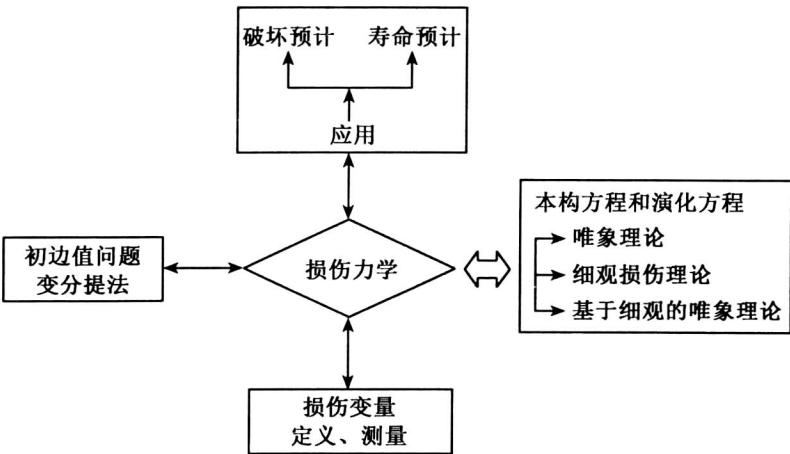 破坏预计 寿命预计
应用
本构方程和演化方程
唯象理论
初边值问题
变分提法
损伤力学
细观损伤理论
基于细观的唯象理论
损伤变量
定义、测量